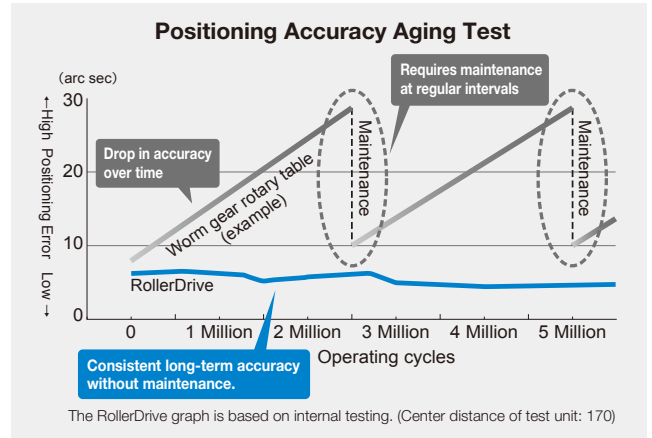 Positioning Accuracy Aging Test
(arc sec)
30
20
10
0
←High Positioning Error Low→
Drop in accuracy
over time
Requires maintenance
at regular intervals
Maintenance
Maintenance
Worm gear rotary table
(example)
RollerDrive
0 1 Million 2 Million 3 Million 4 Million 5 Million
Operating cycles
Consistent long-term accuracy
without maintenance.
The RollerDrive graph is based on internal testing. (Center distance of test unit: 170)